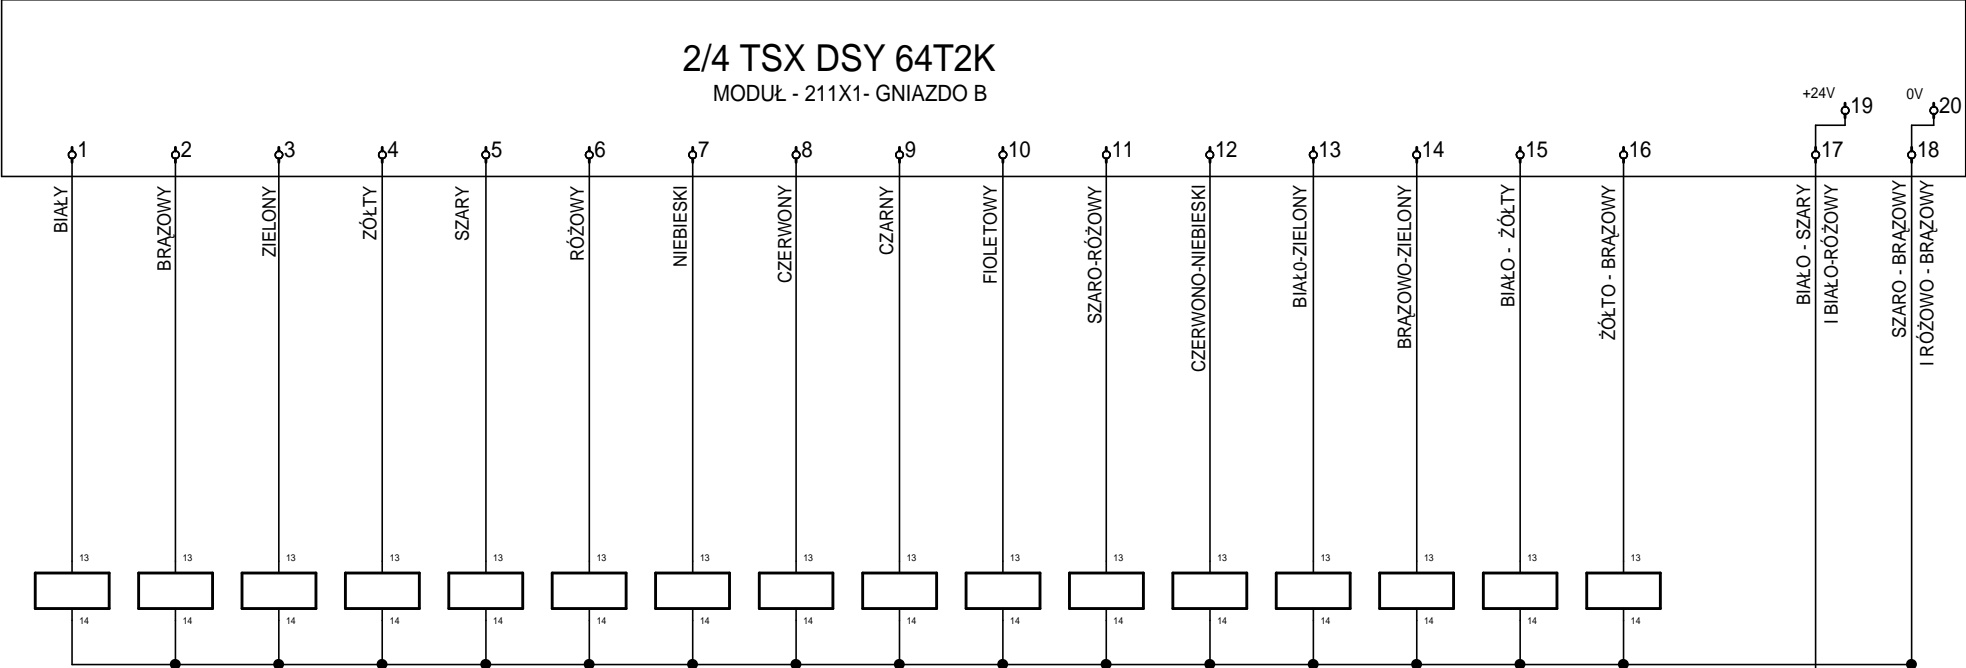 2/4 TSX DSY 64T2K
MODUŁ - 211X1- GNIAZDO B
+24V 19 0V 20
1 2 3 4 5 6 7 8 9 10 11 12 13 14 15 16 17 18
BIAŁY
BRĄZOWY
ZIELONY
ŻÓŁTY
SZARY
RÓŻOWY
NIEBIESKI
CZERWONY
CZARNY
FIOLETOWY
SZARO-RÓŻOWY
CZERWONO-NIEBIESKI
BIAŁ0-ZIELONY
BRĄZOWO-ZIELONY
BIAŁO - ŻÓŁTY
ŻÓŁTO - BRĄZOWY
BIAŁO - SZARY
I BIAŁO-RÓŻOWY
SZARO - BRĄZOWY
I RÓŻOWO - BRĄZOWY
13 13 13 13 13 13 13 13 13 13 13 13 13 13 13 13
14 14 14 14 14 14 14 14 14 14 14 14 14 14 14 14